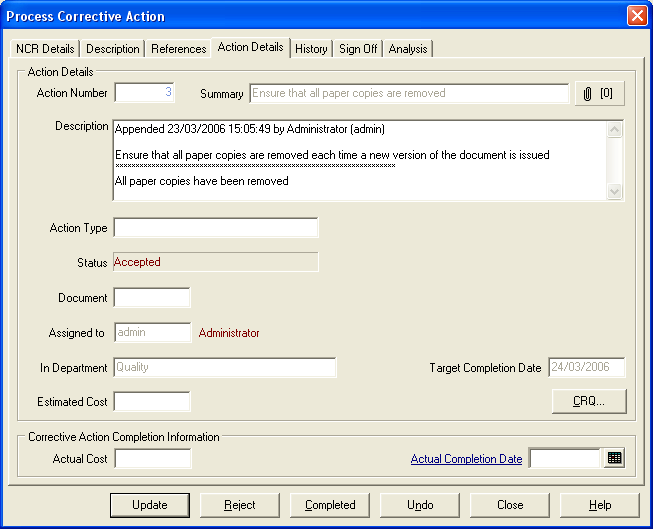 Process Corrective Action
NCR Details Description References Action Details History Sign Off Analysis
Action Details
Action Number 3 Summary Ensure that all paper copies are removed [0]
Description Appended 23/03/2006 15:05:49 by Administrator (admin)
Ensure that all paper copies are removed each time a new version of the document is issued
All paper copies have been removed
Action Type
Status Accepted
Document
Assigned to admin Administrator
In Department Quality Target Completion Date 24/03/2006
Estimated Cost CRQ...
Corrective Action Completion Information
Actual Cost Actual Completion Date
Update Reject Completed Undo Close Help